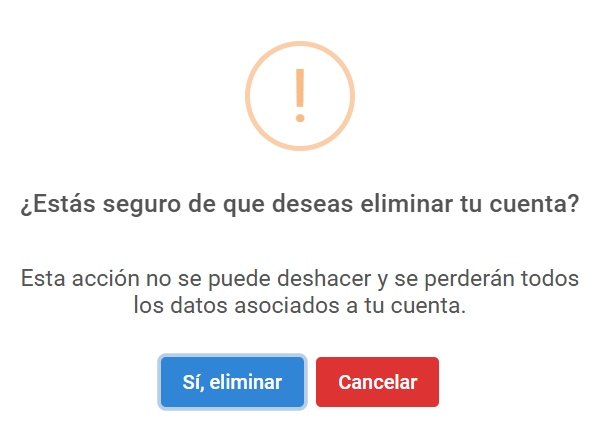 !
¿Estás seguro de que deseas eliminar tu cuenta?
Esta acción no se puede deshacer y se perderán todos
los datos asociados a tu cuenta.
Sí, eliminar
Cancelar